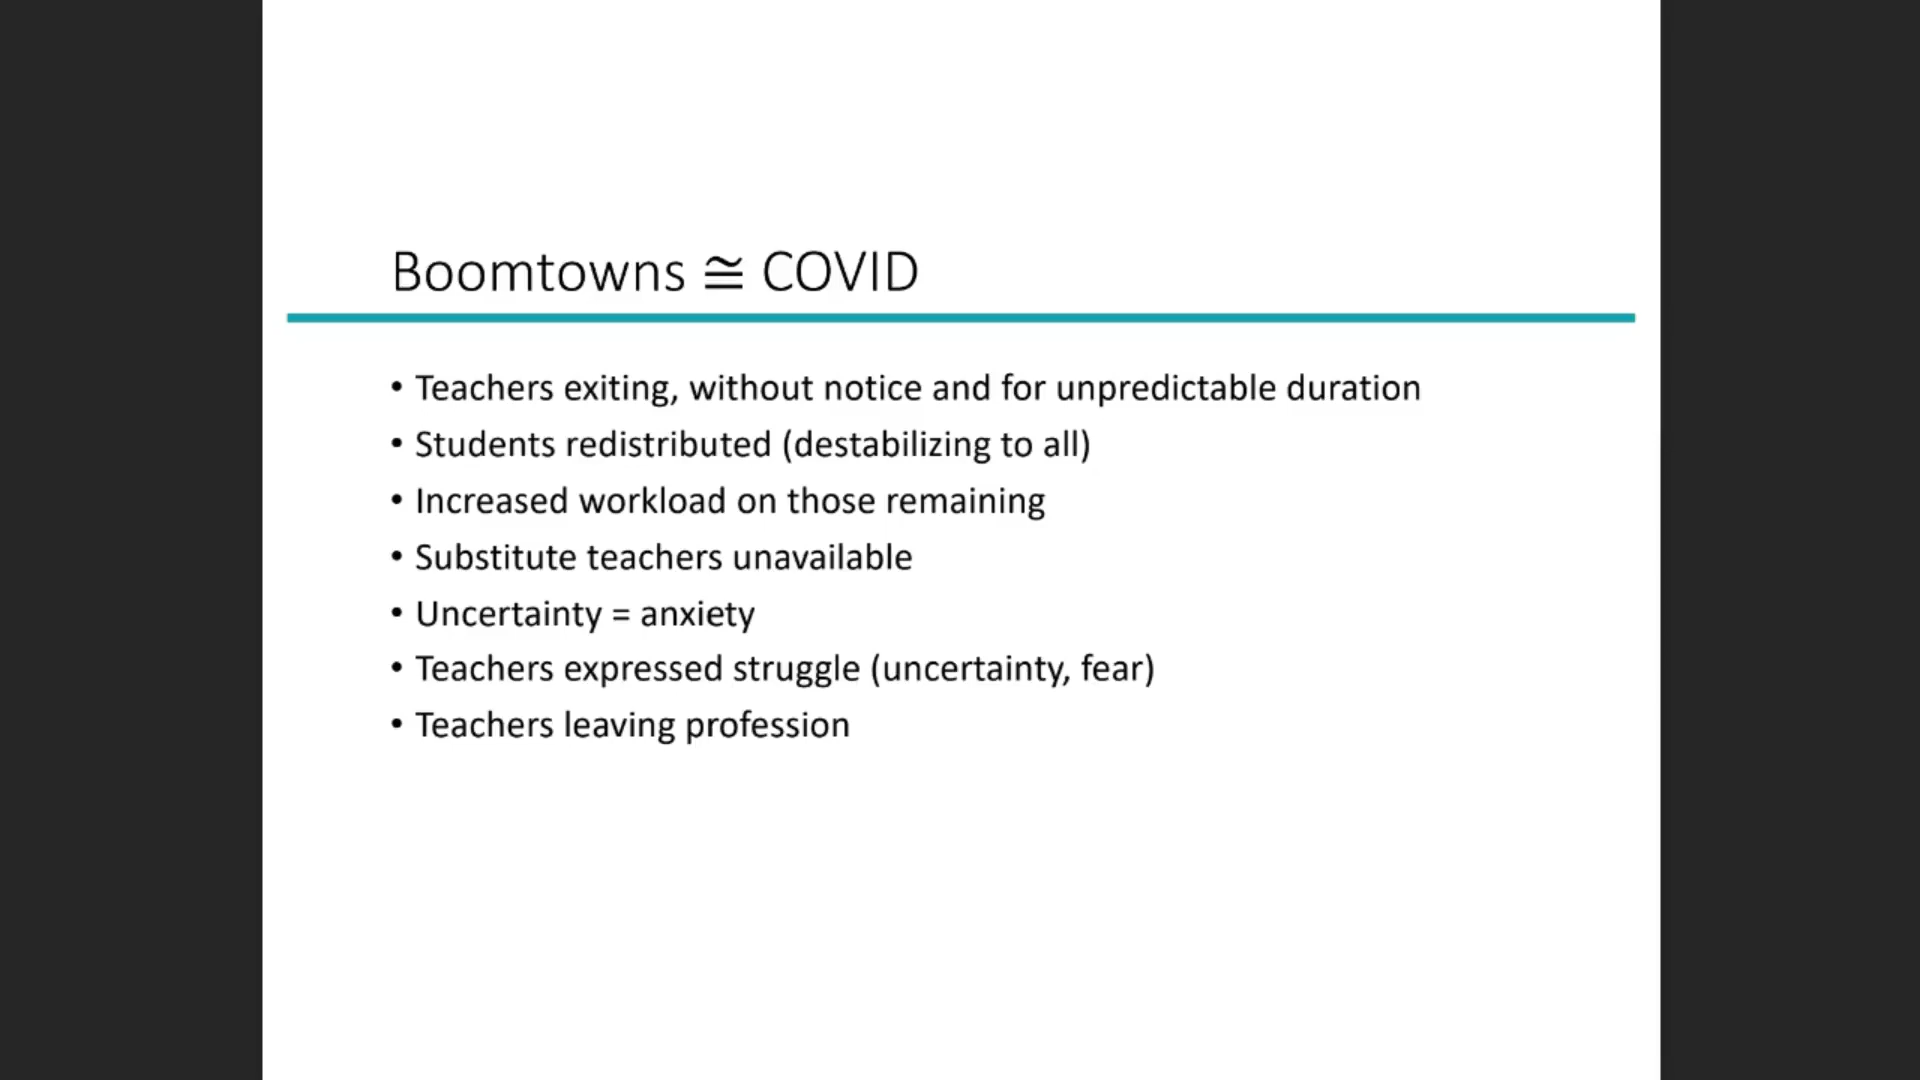 Boomtowns ≅ COVID
• Teachers exiting, without notice and for unpredictable duration
• Students redistributed (destabilizing to all)
• Increased workload on those remaining
• Substitute teachers unavailable
• Uncertainty = anxiety
• Teachers expressed struggle (uncertainty, fear)
• Teachers leaving profession